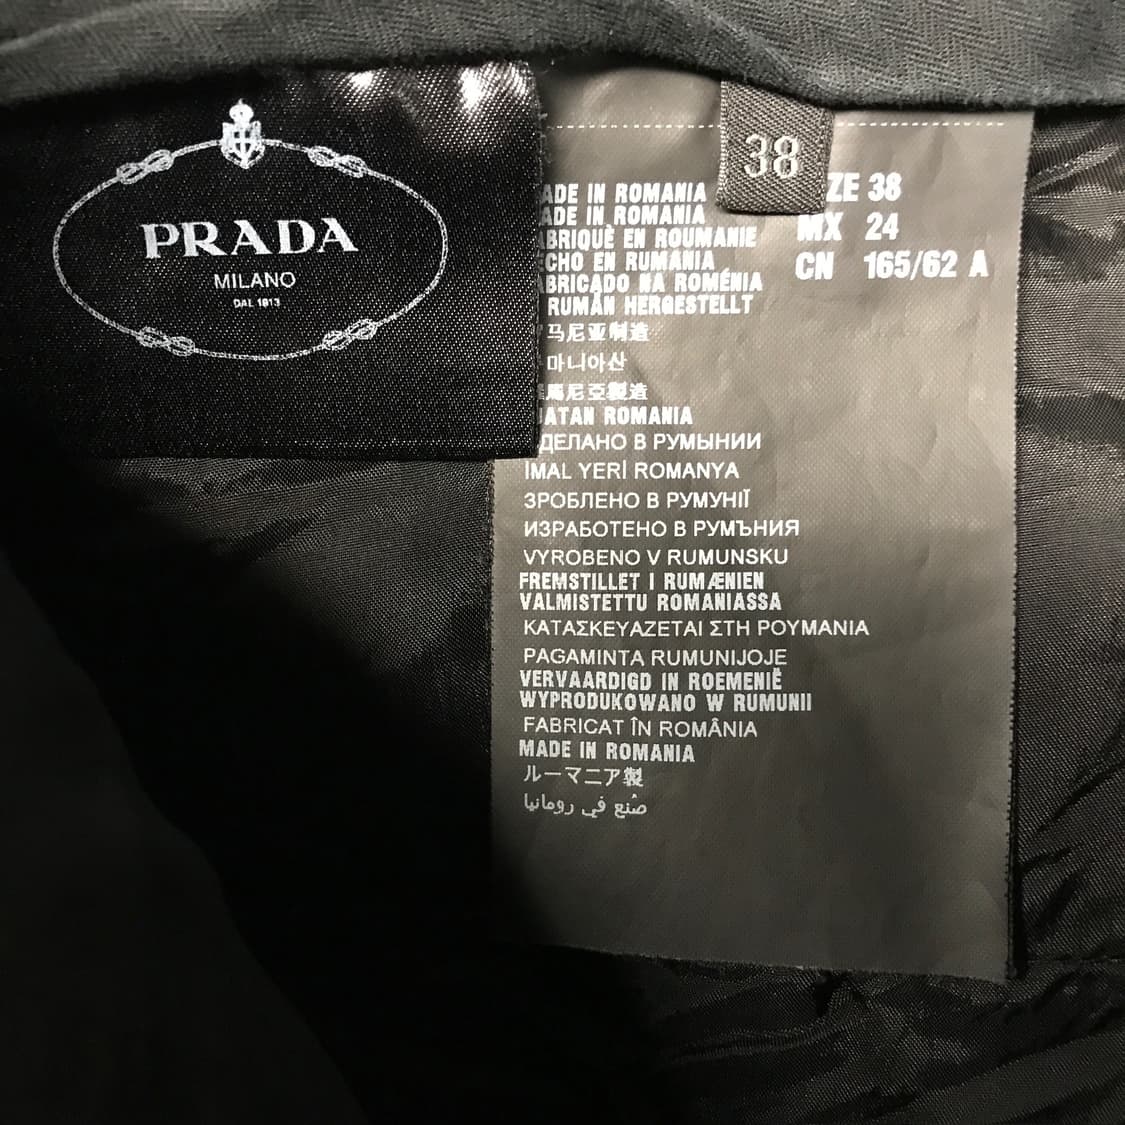 PRADA
MILANO
DAL 1913
38
ADE IN ROMANIA
ADE IN ROMANIA
ABRIQUÈ EN ROUMANIE
ECHO EN RUMANIA
ABRICADO NA ROMÉNIA
RUMÄN HERGESTELLT
马尼亚制造
마니아산
羅馬尼亞製造
UATAN ROMANIA
СДЕЛАНО В РУМЫНИИ
IMAL YERİ ROMANYA
ЗРОБЛЕНО В РУМУНІЇ
ИЗРАБОТЕНО В РУМЪНИЯ
VYROBENO V RUMUNSKU
FREMSTILLET I RUMÆNIEN
VALMISTETTU ROMANIASSA
ΚΑΤΑΣΚΕΥΑΖΕΤΑΙ ΣΤΗ ΡΟΥΜΑΝΙΑ
PAGAMINTA RUMUNIJOJE
VERVAARDIGD IN ROEMENIË
WYPRODUKOWANO W RUMUNII
FABRICAT ÎN ROMÂNIA
MADE IN ROMANIA
ルーマニア製
صُنع في رومانيا
ZE 38
MX 24
CN 165/62 A